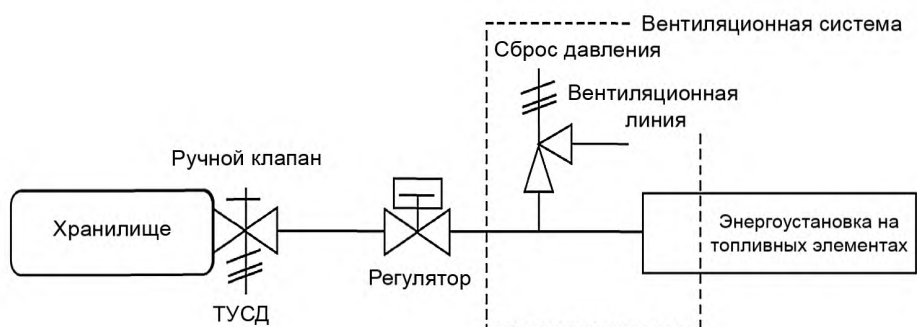 Вентиляционная система
Сброс давления
Вентиляционная
линия
Ручной клапан
Хранилище
Регулятор
ТУСД
Энергоустановка на
топливных элементах